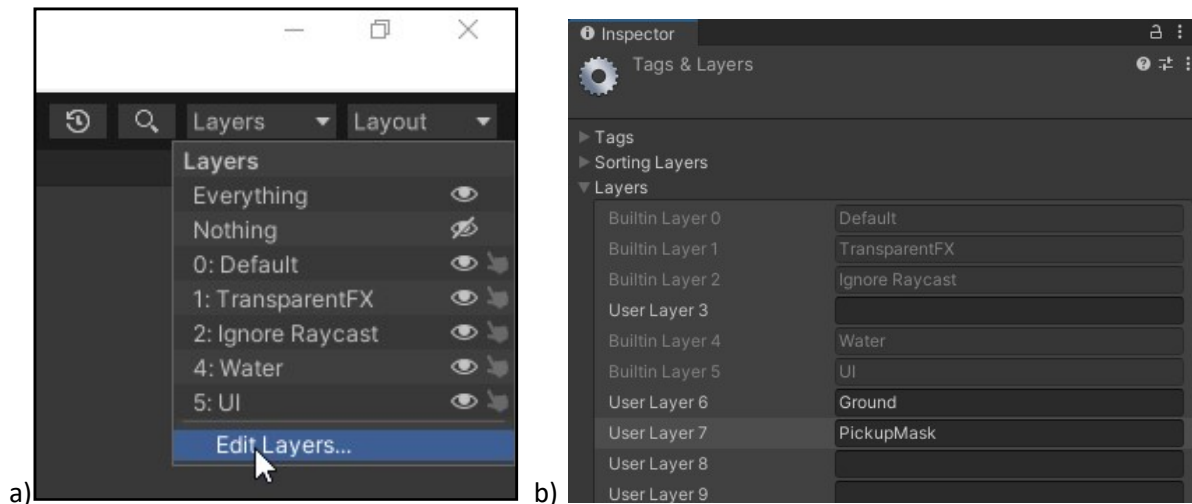 Layers Layout
Layers
Everything
Nothing
0: Default
1: TransparentFX
2: Ignore Raycast
4: Water
5: UI
Edit Layers...
a)
Inspector
Tags & Layers
Tags
Sorting Layers
Layers
Builtin Layer 0 Default
Builtin Layer 1 TransparentFX
Builtin Layer 2 Ignore Raycast
User Layer 3
Builtin Layer 4 Water
Builtin Layer 5 UI
User Layer 6 Ground
User Layer 7 PickupMask
User Layer 8
User Layer 9
b)